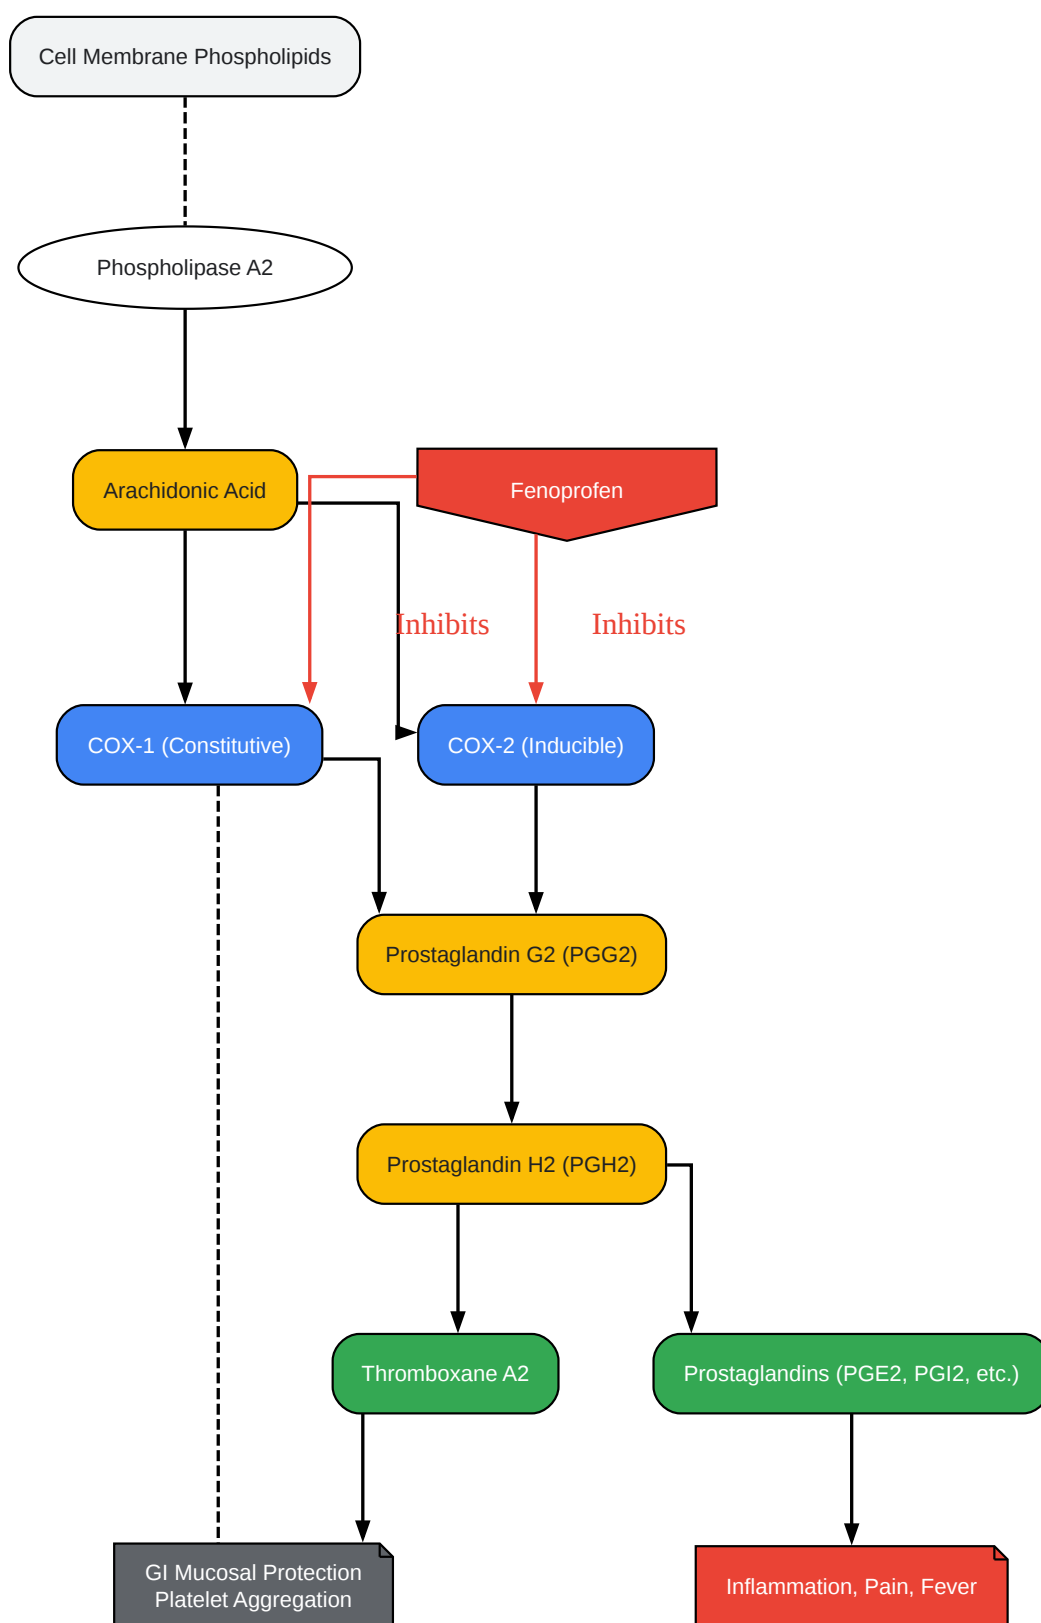 Cell Membrane Phospholipids
Phospholipase A2
Arachidonic Acid
Fenoprofen
Inhibits
Inhibits
COX-1 (Constitutive)
COX-2 (Inducible)
Prostaglandin G2 (PGG2)
Prostaglandin H2 (PGH2)
Thromboxane A2
Prostaglandins (PGE2, PGI2, etc.)
GI Mucosal Protection
Platelet Aggregation
Inflammation, Pain, Fever